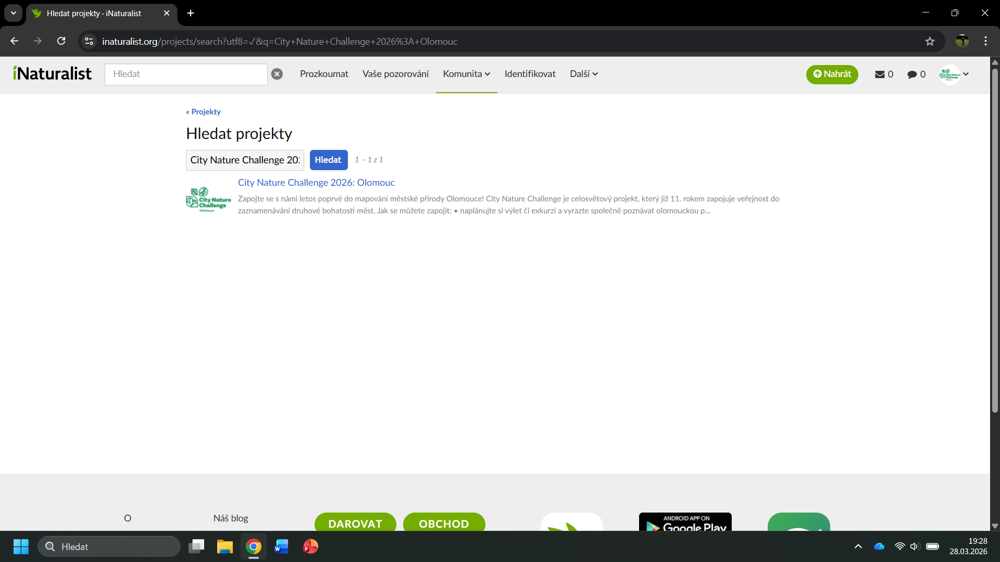 Hledat projekty · iNaturalist
inaturalist.org/projects/search?utf8=✓&q=City+Nature+Challenge+2026%3A+Olomouc
iNaturalist
Hledat
Prozkoumat
Vaše pozorování
Komunita
Identifikovat
Další
Nahrát
0
0
City Nature
Challenge
« Projekty
Hledat projekty
City Nature Challenge 202
Hledat
1 – 1 z 1
City Nature
Challenge
Olomouc
City Nature Challenge 2026: Olomouc
Zapojte se s námi letos poprvé do mapování městské přírody Olomouce! City Nature Challenge je celosvětový projekt, který již 11. rokem zapojuje veřejnost do
zaznamenávání druhové bohatosti měst. Jak se můžete zapojit: • naplánujte si výlet či exkurzi a vyrazte společně poznávat olomouckou p...
O
Náš blog
DAROVAT
OBCHOD
ANDROID APP ON
Google Play
Hledat
W
P
19:28
28.03.2026